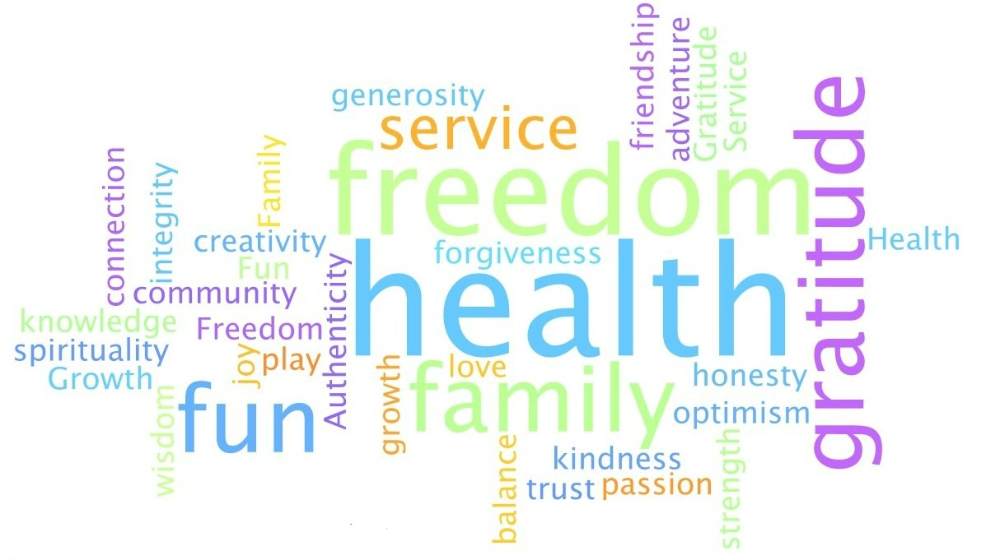 friendship
adventure
Gratitude
Service
generosity
service
gratitude
freedom
connection
integrity
Family
creativity
Health
forgiveness
Fun
health
community
Authenticity
knowledge
Freedom
spirituality
joy
play
love
Growth
growth
family
honesty
wisdom
fun
optimism
balance
kindness
strength
trust
passion